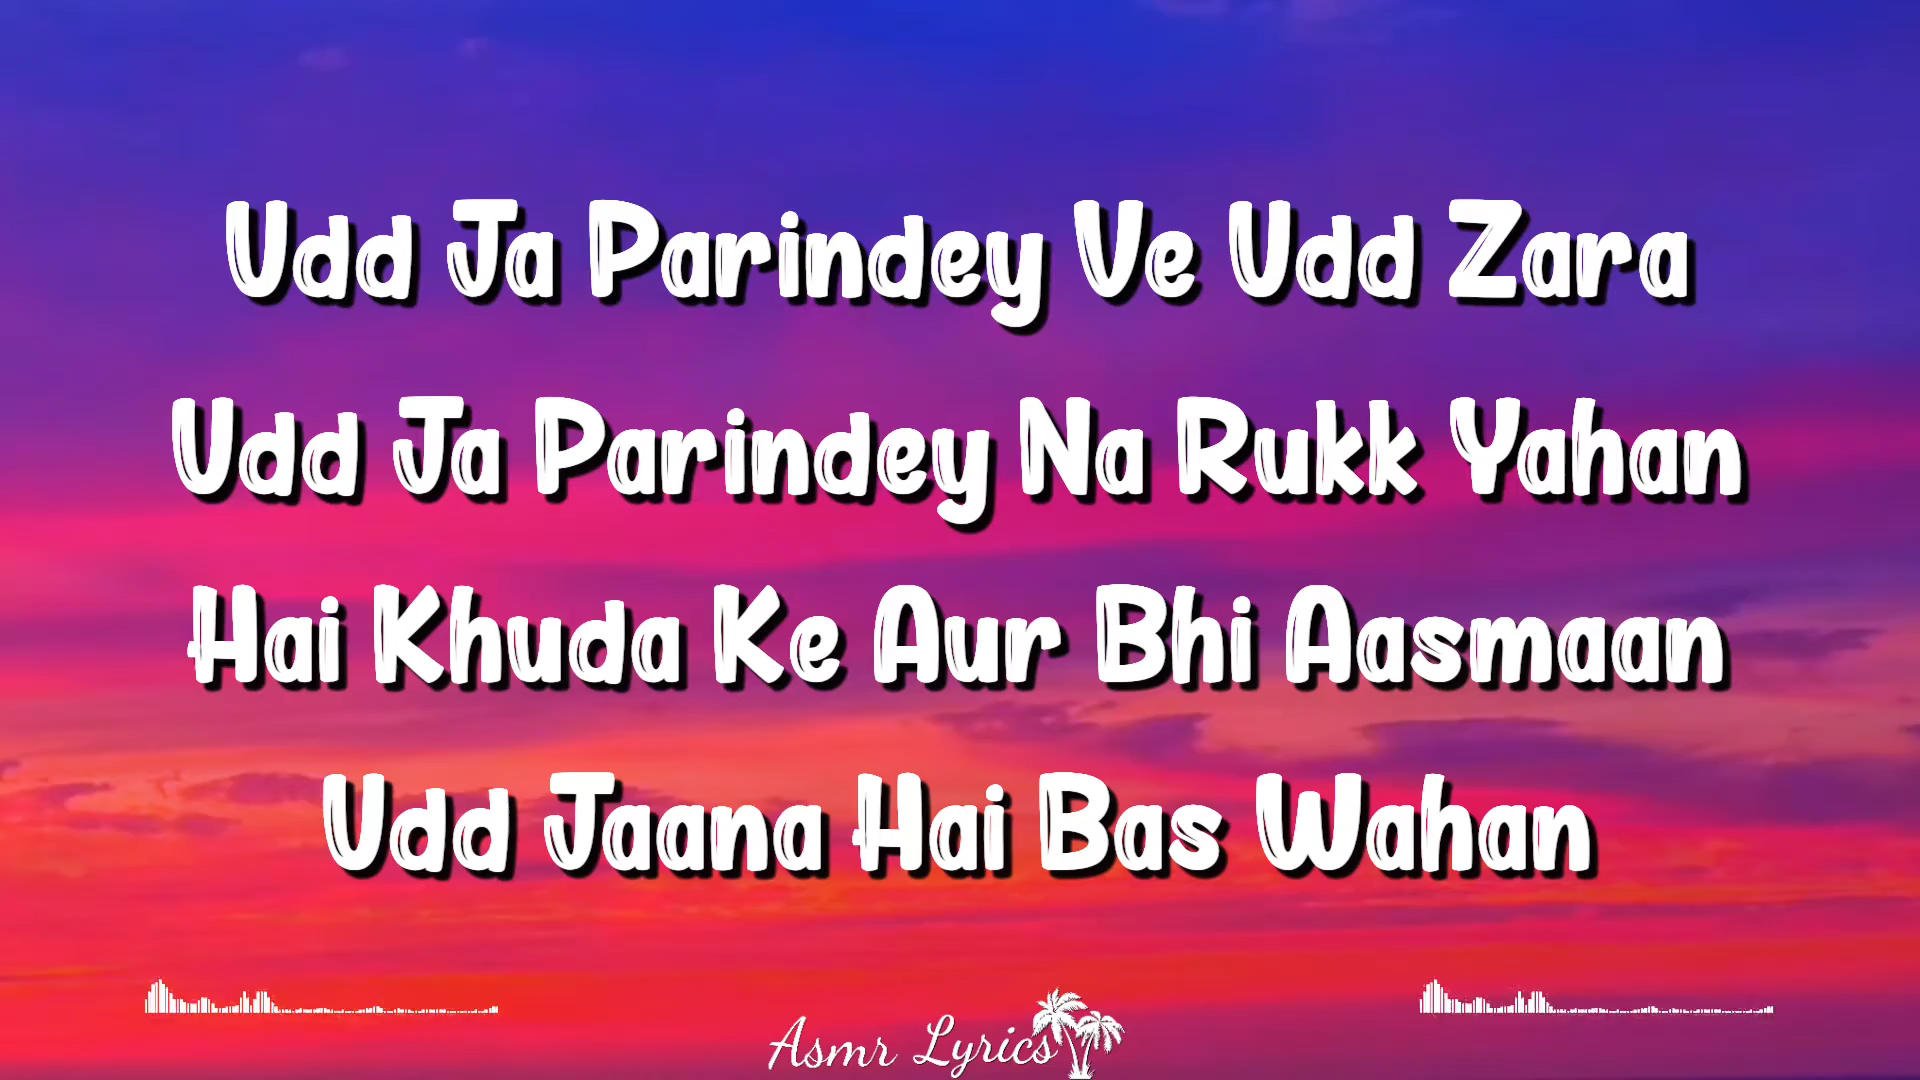 Udd Ja Parindey Ve Udd Zara
Udd Ja Parindey Na Rukk Yahan
Hai Khuda Ke Aur Bhi Aasmaan
Udd Jaana Hai Bas Wahan
Asmr Lyrics